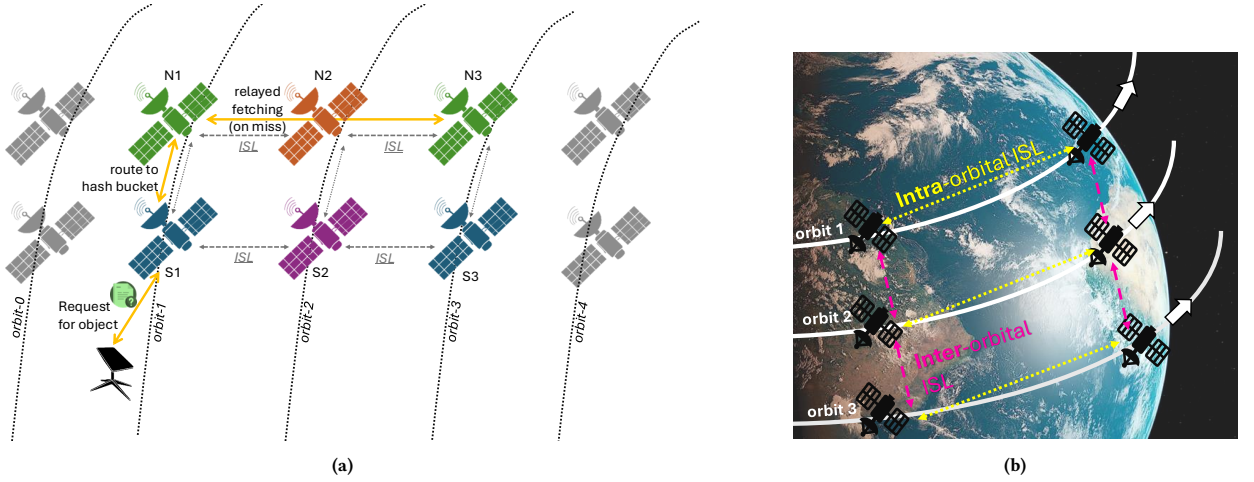 N1
N2
N3
relayed
fetching
(on miss)
ISL
ISL
route to
hash bucket
S1
S2
S3
ISL
ISL
Request
for object
?
orbit-0
orbit-1
orbit-2
orbit-3
orbit-4
(a)
Intra-orbital ISL
orbit 1
orbit 2
Inter-orbital
ISL
orbit 3
(b)